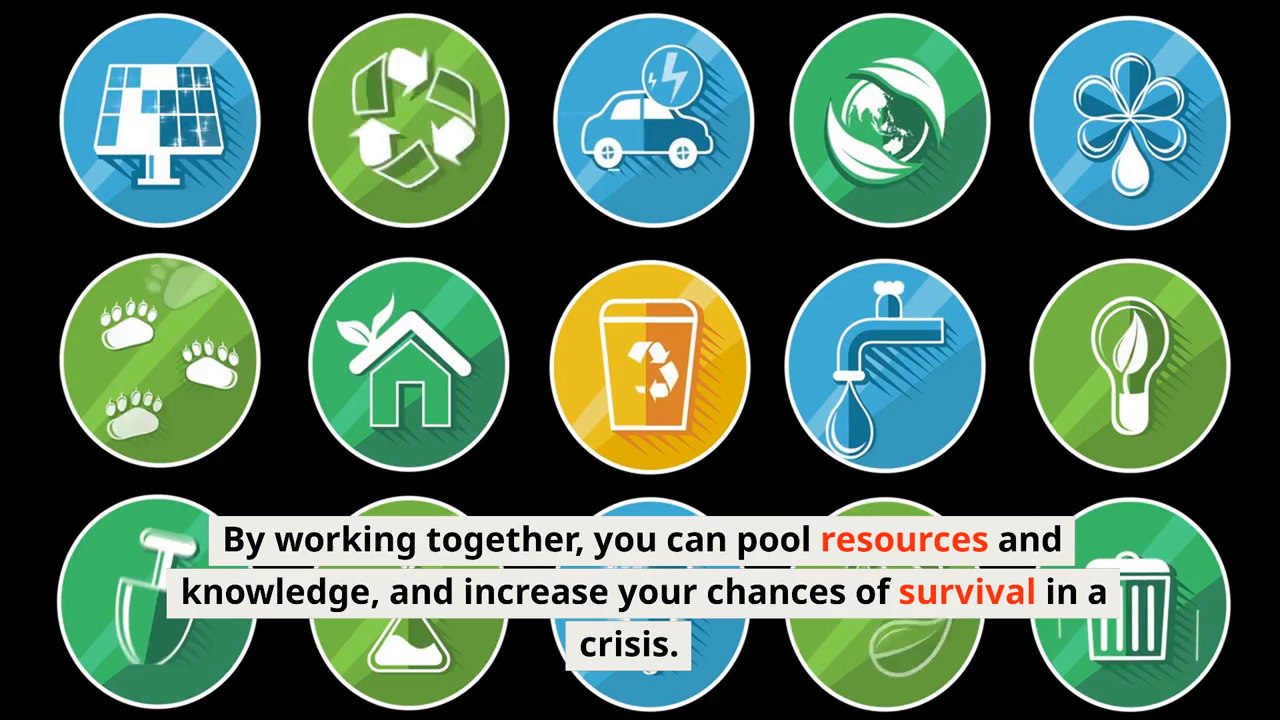 By working together, you can pool resources and
knowledge, and increase your chances of survival in a
crisis.